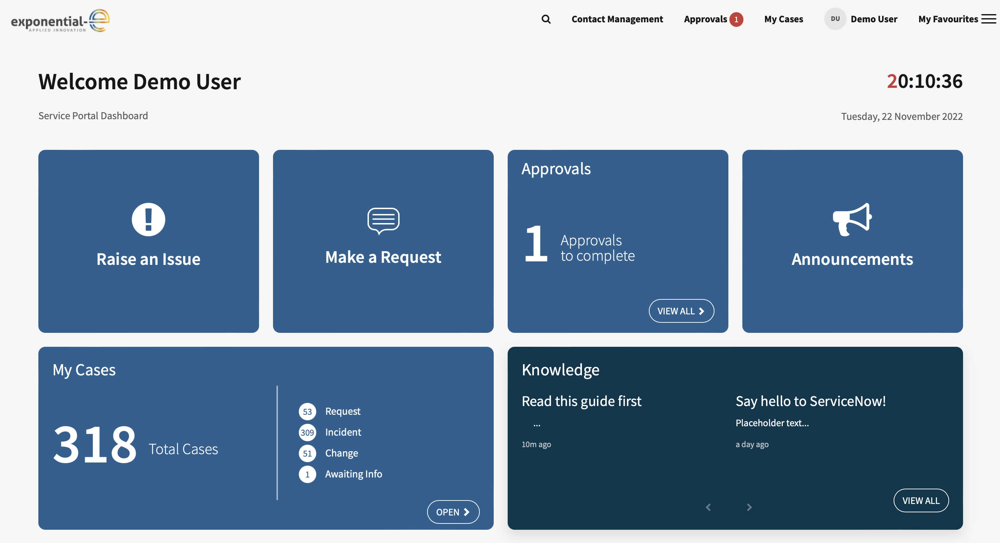 exponential-e
APPLIED INNOVATION
Contact Management Approvals 1 My Cases DU Demo User My Favourites
Welcome Demo User
20:10:36
Service Portal Dashboard
Tuesday, 22 November 2022
Raise an Issue
Make a Request
Approvals
1
Approvals
to complete
VIEW ALL
Announcements
My Cases
318 Total Cases
53 Request
309 Incident
51 Change
1 Awaiting Info
OPEN
Knowledge
Read this guide first
...
10m ago
Say hello to ServiceNow!
Placeholder text...
a day ago
VIEW ALL